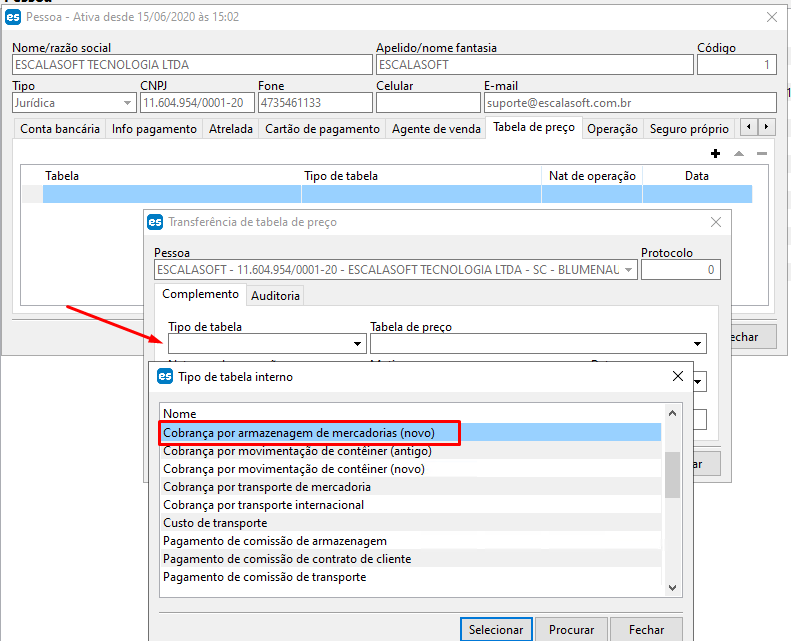 Pessoa
Pessoa - Ativa desde 15/06/2020 às 15:02
Nome/razão social Apelido/nome fantasia Código
ESCALASOFT TECNOLOGIA LTDA ESCALASOFT 1
Tipo CNPJ Fone Celular E-mail
Jurídica 11.604.954/0001-20 4735461133 suporte@escalasoft.com.br
Conta bancária Info pagamento Atrelada Cartão de pagamento Agente de venda Tabela de preço Operação Seguro próprio
Tabela Tipo de tabela Nat de operação Data
Transferência de tabela de preço
Pessoa Protocolo
ESCALASOFT - 11.604.954/0001-20 - ESCALASOFT TECNOLOGIA LTDA - SC - BLUMENAU 0
Complemento Auditoria
Tipo de tabela Tabela de preço
echar
Tipo de tabela interno
Nome
Cobrança por armazenagem de mercadorias (novo)
Cobrança por movimentação de contêiner (antigo)
Cobrança por movimentação de contêiner (novo)
Cobrança por transporte de mercadoria
Cobrança por transporte internacional
Custo de transporte
Pagamento de comissão de armazenagem
Pagamento de comissão de contrato de cliente
Pagamento de comissão de transporte
ar
Selecionar Procurar Fechar